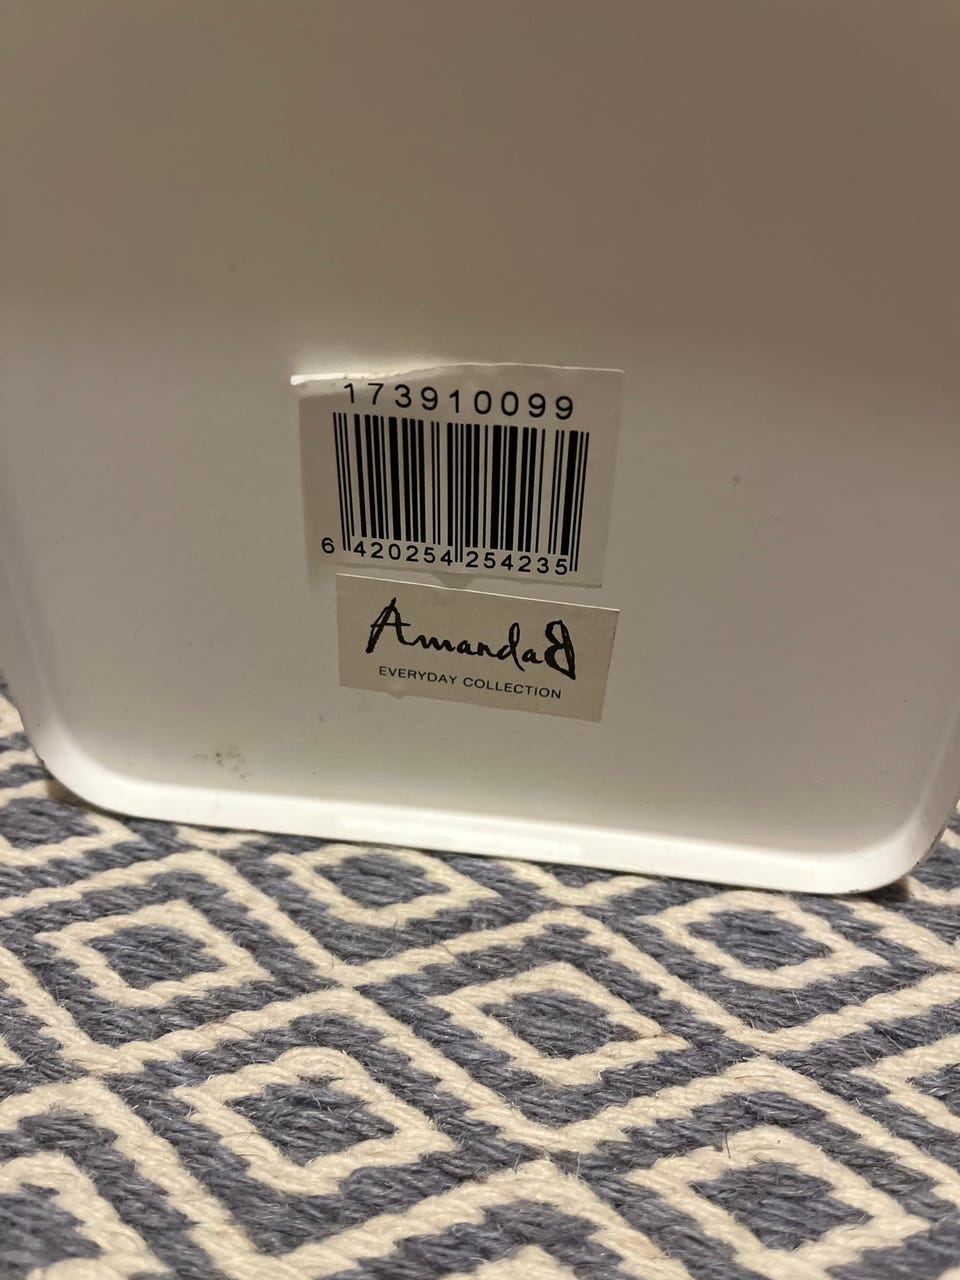 173910099
6 420254 254235
AmandaB
EVERYDAY COLLECTION